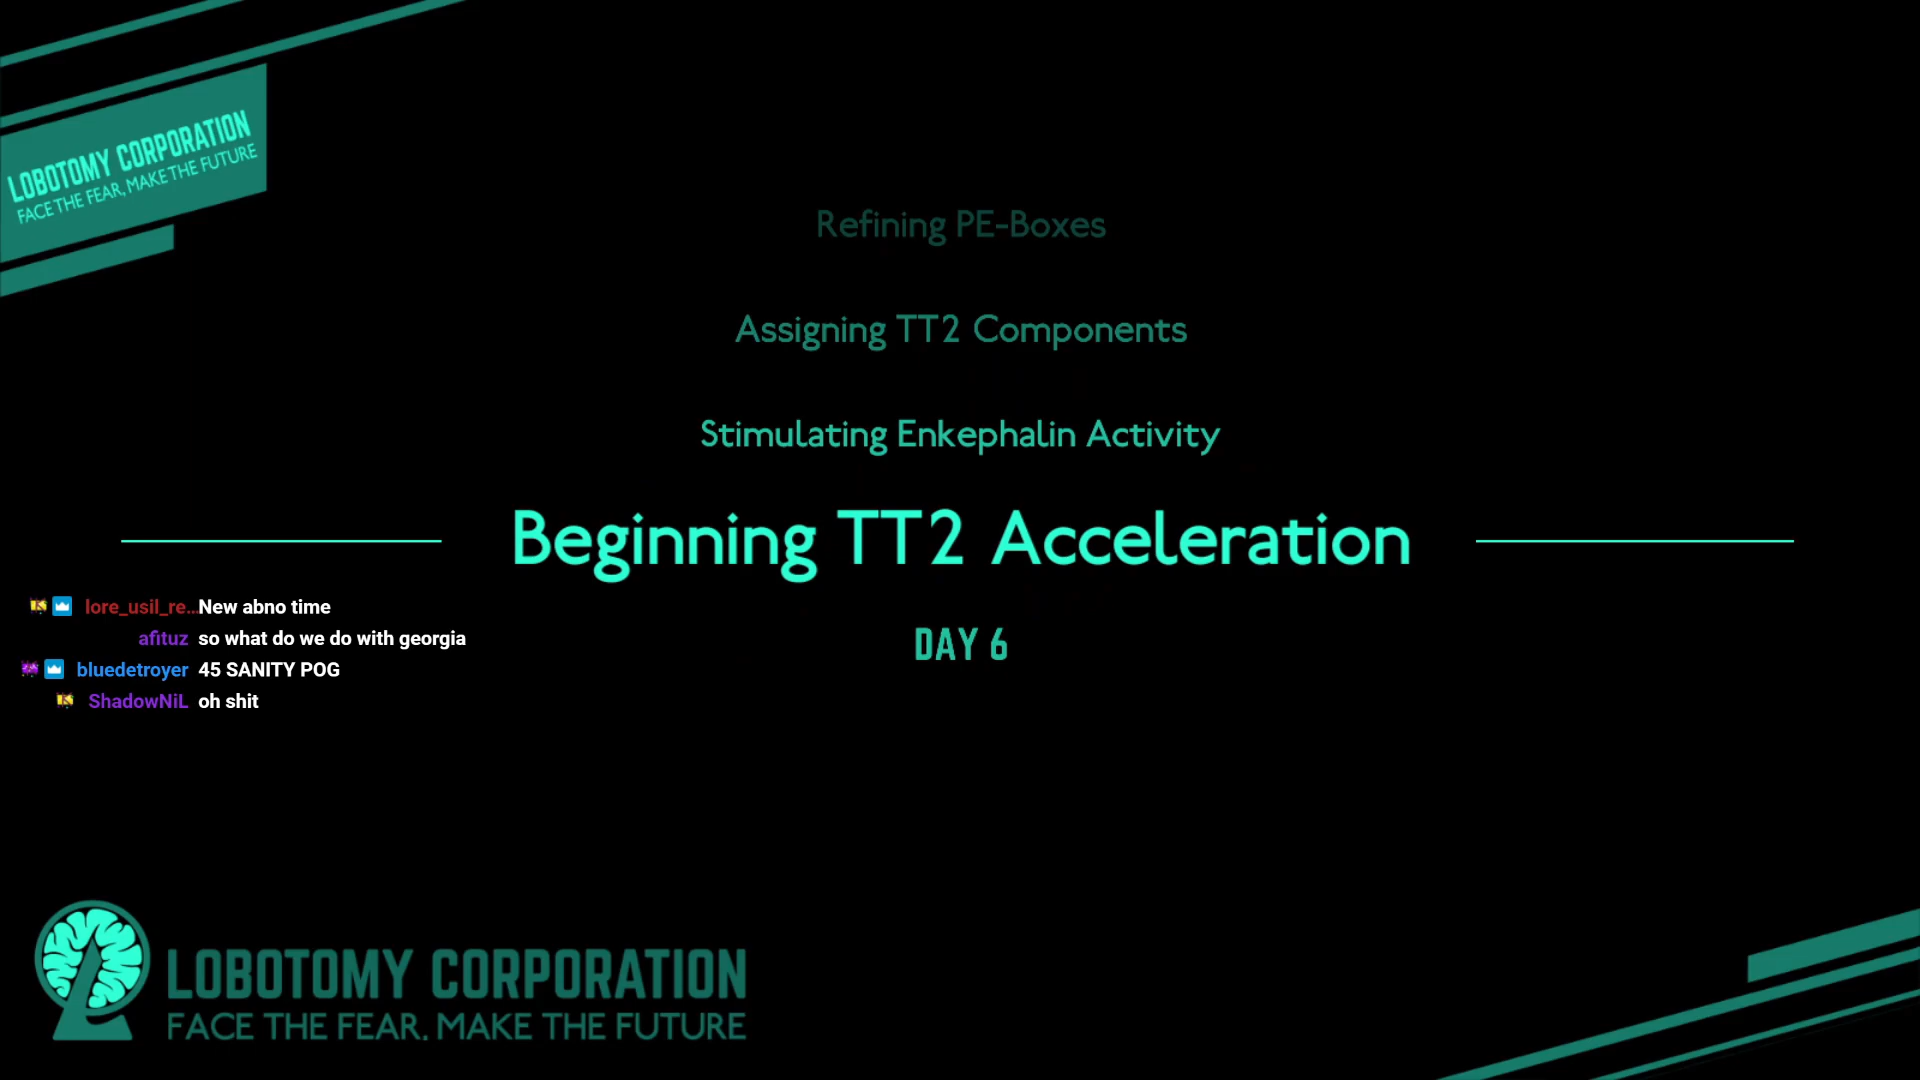 LOBOTOMY CORPORATION
FACE THE FEAR, MAKE THE FUTURE
Refining PE-Boxes
Assigning TT2 Components
Stimulating Enkephalin Activity
Beginning TT2 Acceleration
DAY 6
lore_usil_re... New abno time
afituz so what do we do with georgia
bluedetroyer 45 SANITY POG
ShadowNiL oh shit
LOBOTOMY CORPORATION
FACE THE FEAR. MAKE THE FUTURE